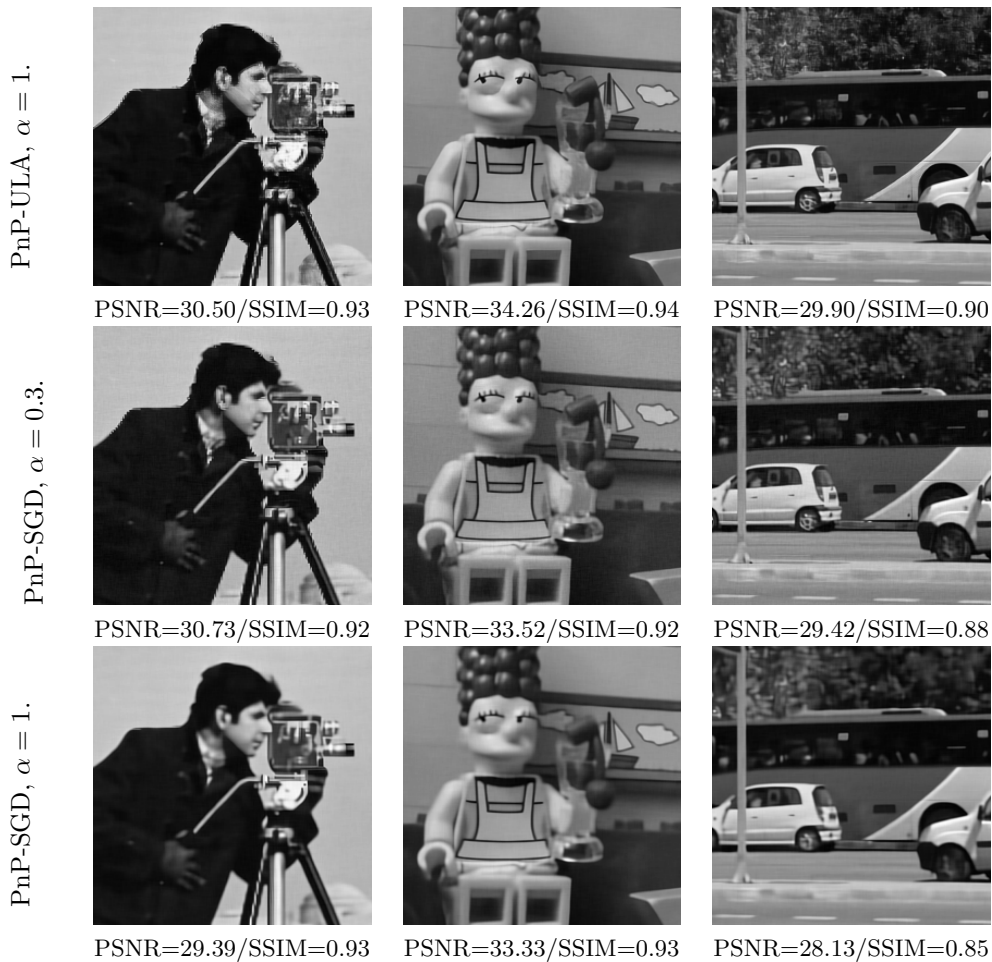 PnP-ULA, α = 1.
PSNR=30.50/SSIM=0.93
PSNR=34.26/SSIM=0.94
PSNR=29.90/SSIM=0.90
PnP-SGD, α = 0.3.
PSNR=30.73/SSIM=0.92
PSNR=33.52/SSIM=0.92
PSNR=29.42/SSIM=0.88
PnP-SGD, α = 1.
PSNR=29.39/SSIM=0.93
PSNR=33.33/SSIM=0.93
PSNR=28.13/SSIM=0.85